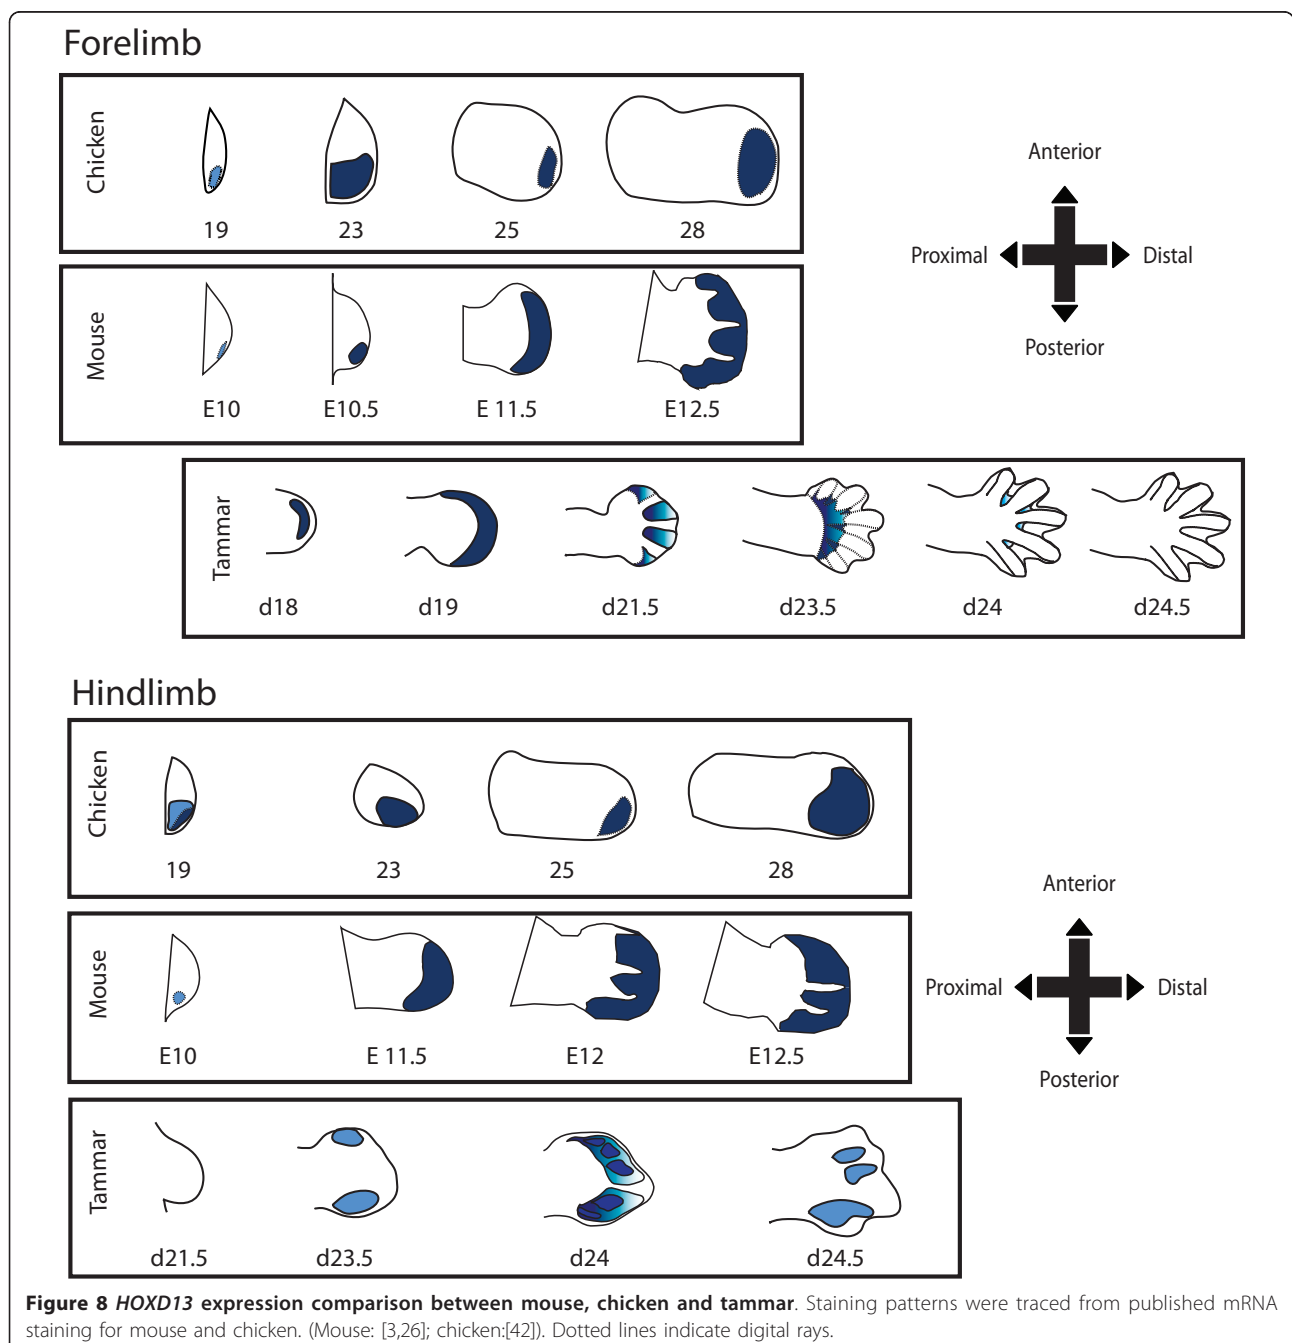 Forelimb
Chicken
19 23 25 28
Mouse
E10 E10.5 E 11.5 E12.5
Anterior
Proximal Distal
Posterior
Tammar
d18 d19 d21.5 d23.5 d24 d24.5
Hindlimb
Chicken
19 23 25 28
Mouse
E10 E 11.5 E12 E12.5
Anterior
Proximal Distal
Posterior
Tammar
d21.5 d23.5 d24 d24.5
Figure 8 HOXD13 expression comparison between mouse, chicken and tammar. Staining patterns were traced from published mRNA
staining for mouse and chicken. (Mouse: [3,26]; chicken:[42]). Dotted lines indicate digital rays.